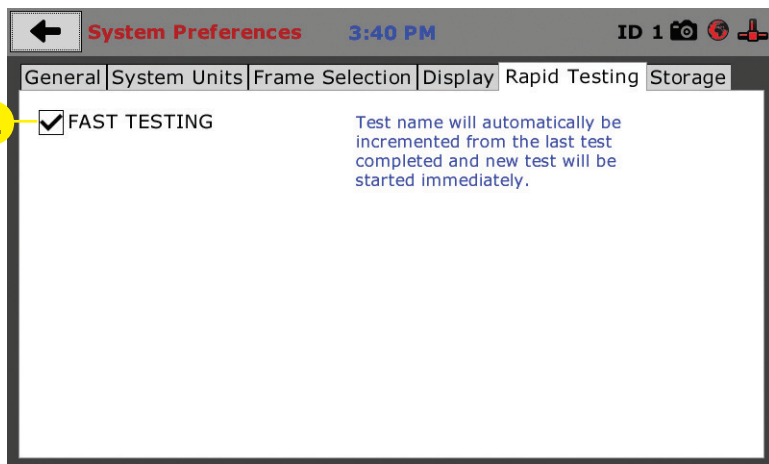 System Preferences 3:40 PM ID 1
General System Units Frame Selection Display Rapid Testing Storage
FAST TESTING
Test name will automatically be
incremented from the last test
completed and new test will be
started immediately.